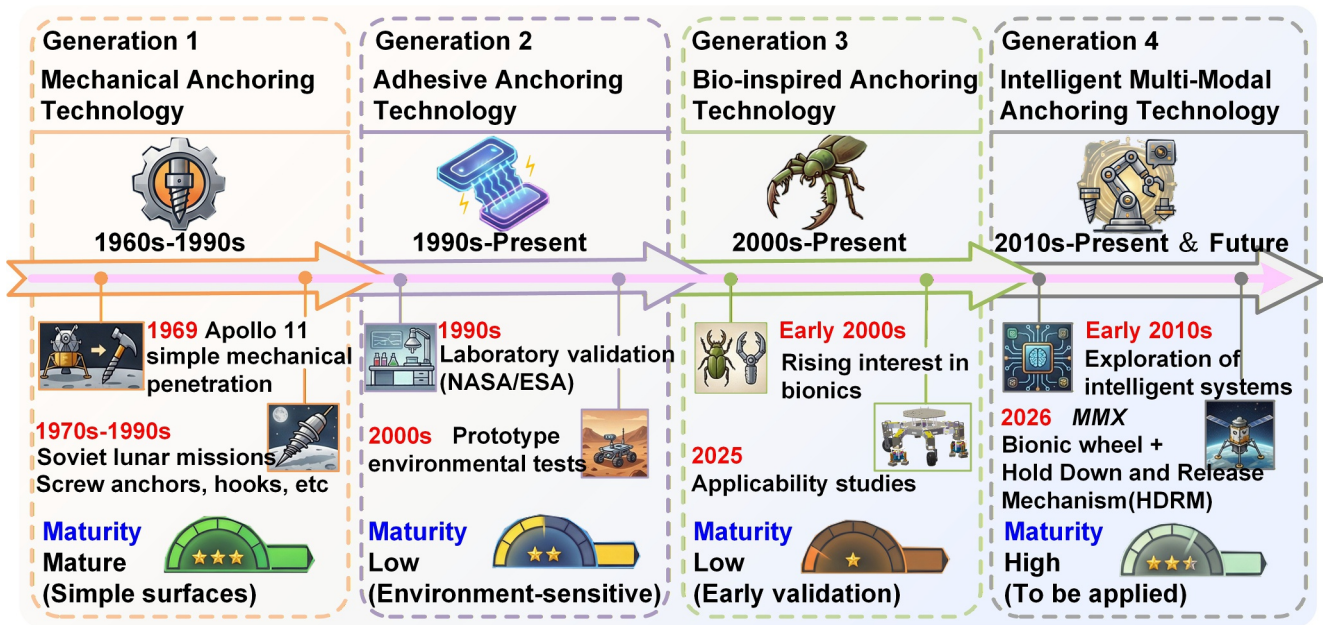 Generation 1
Mechanical Anchoring
Technology
1960s-1990s
1969 Apollo 11
simple mechanical
penetration
1970s-1990s
Soviet lunar missions
Screw anchors, hooks, etc
Maturity
Mature
(Simple surfaces)
Generation 2
Adhesive Anchoring
Technology
1990s-Present
1990s
Laboratory validation
(NASA/ESA)
2000s Prototype
environmental tests
Maturity
Low
(Environment-sensitive)
Generation 3
Bio-inspired Anchoring
Technology
2000s-Present
Early 2000s
Rising interest in
bionics
2025
Applicability studies
Maturity
Low
(Early validation)
Generation 4
Intelligent Multi-Modal
Anchoring Technology
2010s-Present & Future
Early 2010s
Exploration of
intelligent systems
2026 MMX
Bionic wheel +
Hold Down and Release
Mechanism(HDRM)
Maturity
High
(To be applied)